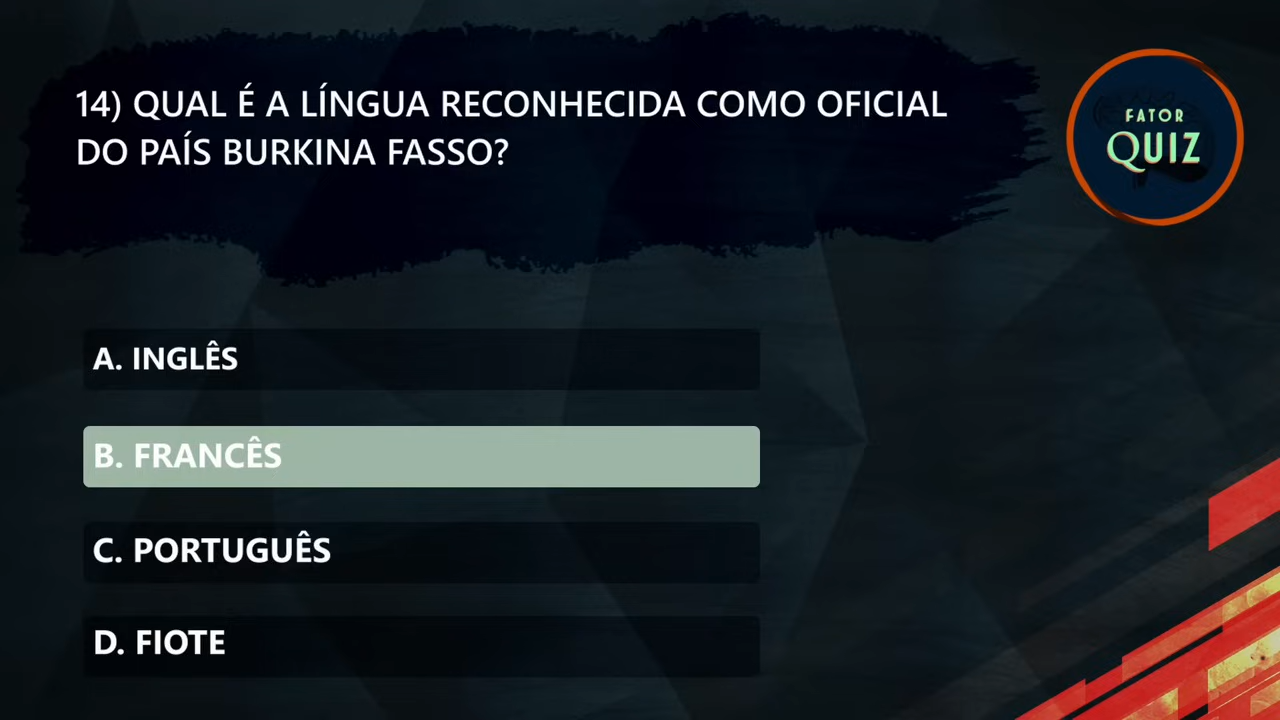 14) QUAL É A LÍNGUA RECONHECIDA COMO OFICIAL
DO PAÍS BURKINA FASSO?
FATOR
QUIZ
A. INGLÊS
B. FRANCÊS
C. PORTUGUÊS
D. FIOTE